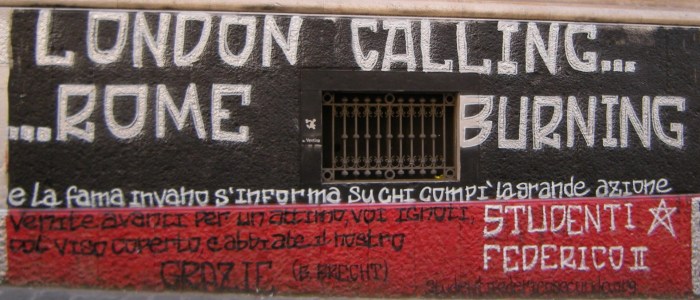 LONDON CALLING...
...ROME BURNING
e la fama invano s'informa su chi compì la grande azione
Venite avanti per un attimo, voi ignoti,
col viso coperto, e abbiate il nostro
GRAZIE (B. BRECHT)
STUDENTI
FEDERICO II